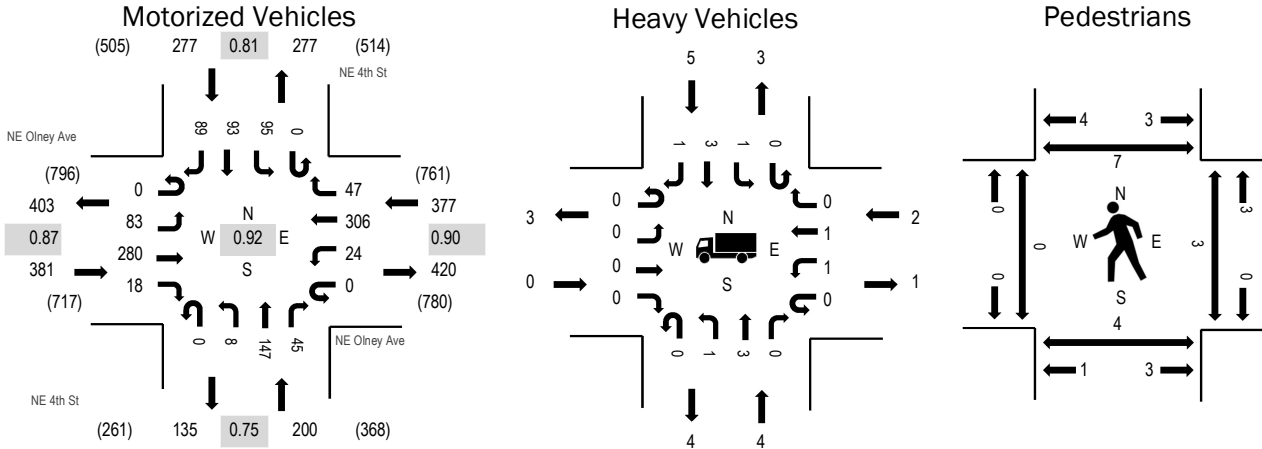 Motorized Vehicles
Heavy Vehicles
Pedestrians
(505) 277 0.81 277 (514)
NE 4th St
NE Olney Ave
89 93 95 0
(796)
403
0.87
381
(717)
0
83
280
18
N
W 0.92 E
S
47
306
24
0
(761)
377
0.90
420
(780)
0 8 147 45
NE Olney Ave
NE 4th St
(261) 135 0.75 200 (368)
5 3
1 3 1 0
3
0
0
0
0
0
N
W E
S
0
1
1
0
2
1
0 1 3 0
4 4
4 3
7
0
0
0
N
W E
S
3
3
0
4
1 3